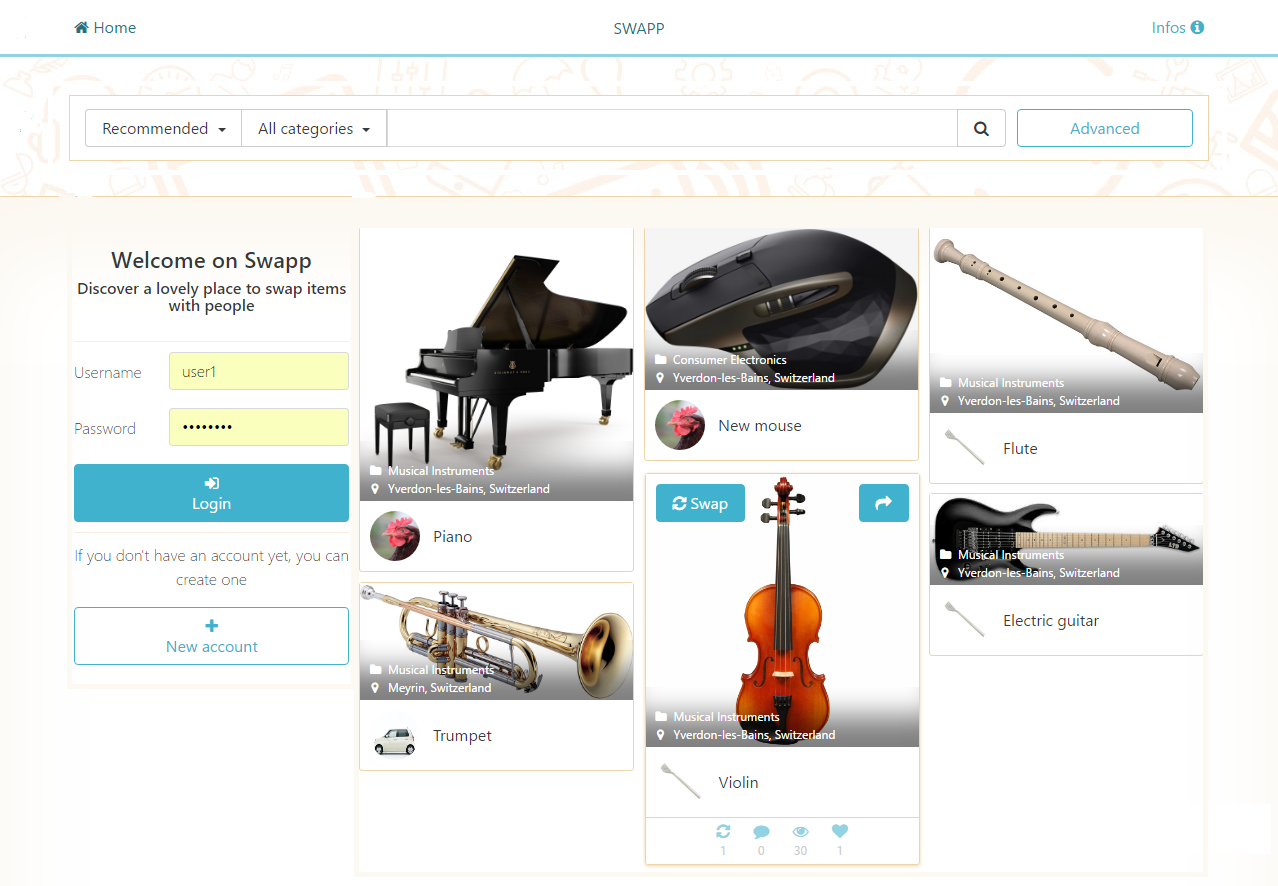 Home
SWAPP
Infos
Recommended
All categories
Advanced
Welcome on Swapp
Discover a lovely place to swap items
with people
Username
user1
Password
Login
If you don't have an account yet, you can
create one
New account
Musical Instruments
Yverdon-les-Bains, Switzerland
Piano
Musical Instruments
Meyrin, Switzerland
Trumpet
Consumer Electronics
Yverdon-les-Bains, Switzerland
New mouse
Swap
Musical Instruments
Yverdon-les-Bains, Switzerland
Violin
1 0 30 1
Musical Instruments
Yverdon-les-Bains, Switzerland
Flute
Musical Instruments
Yverdon-les-Bains, Switzerland
Electric guitar